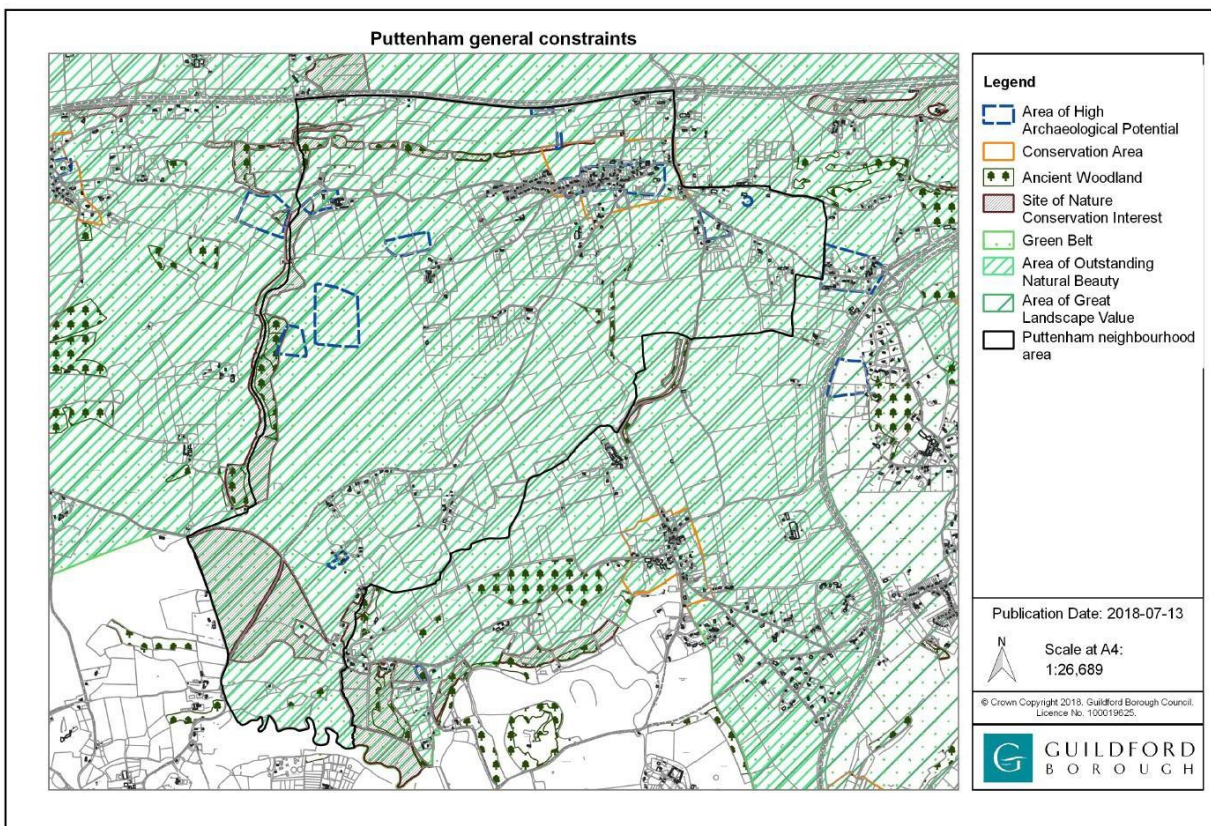 Puttenham general constraints
Legend
Area of High
Archaeological Potential
Conservation Area
Ancient Woodland
Site of Nature
Conservation Interest
Green Belt
Area of Outstanding
Natural Beauty
Area of Great
Landscape Value
Puttenham neighbourhood
area
Publication Date: 2018-07-13
N
Scale at A4:
1:26,689
© Crown Copyright 2018. Guildford Borough Council.
Licence No. 100019625.
G
GUILDFORD
BOROUGH